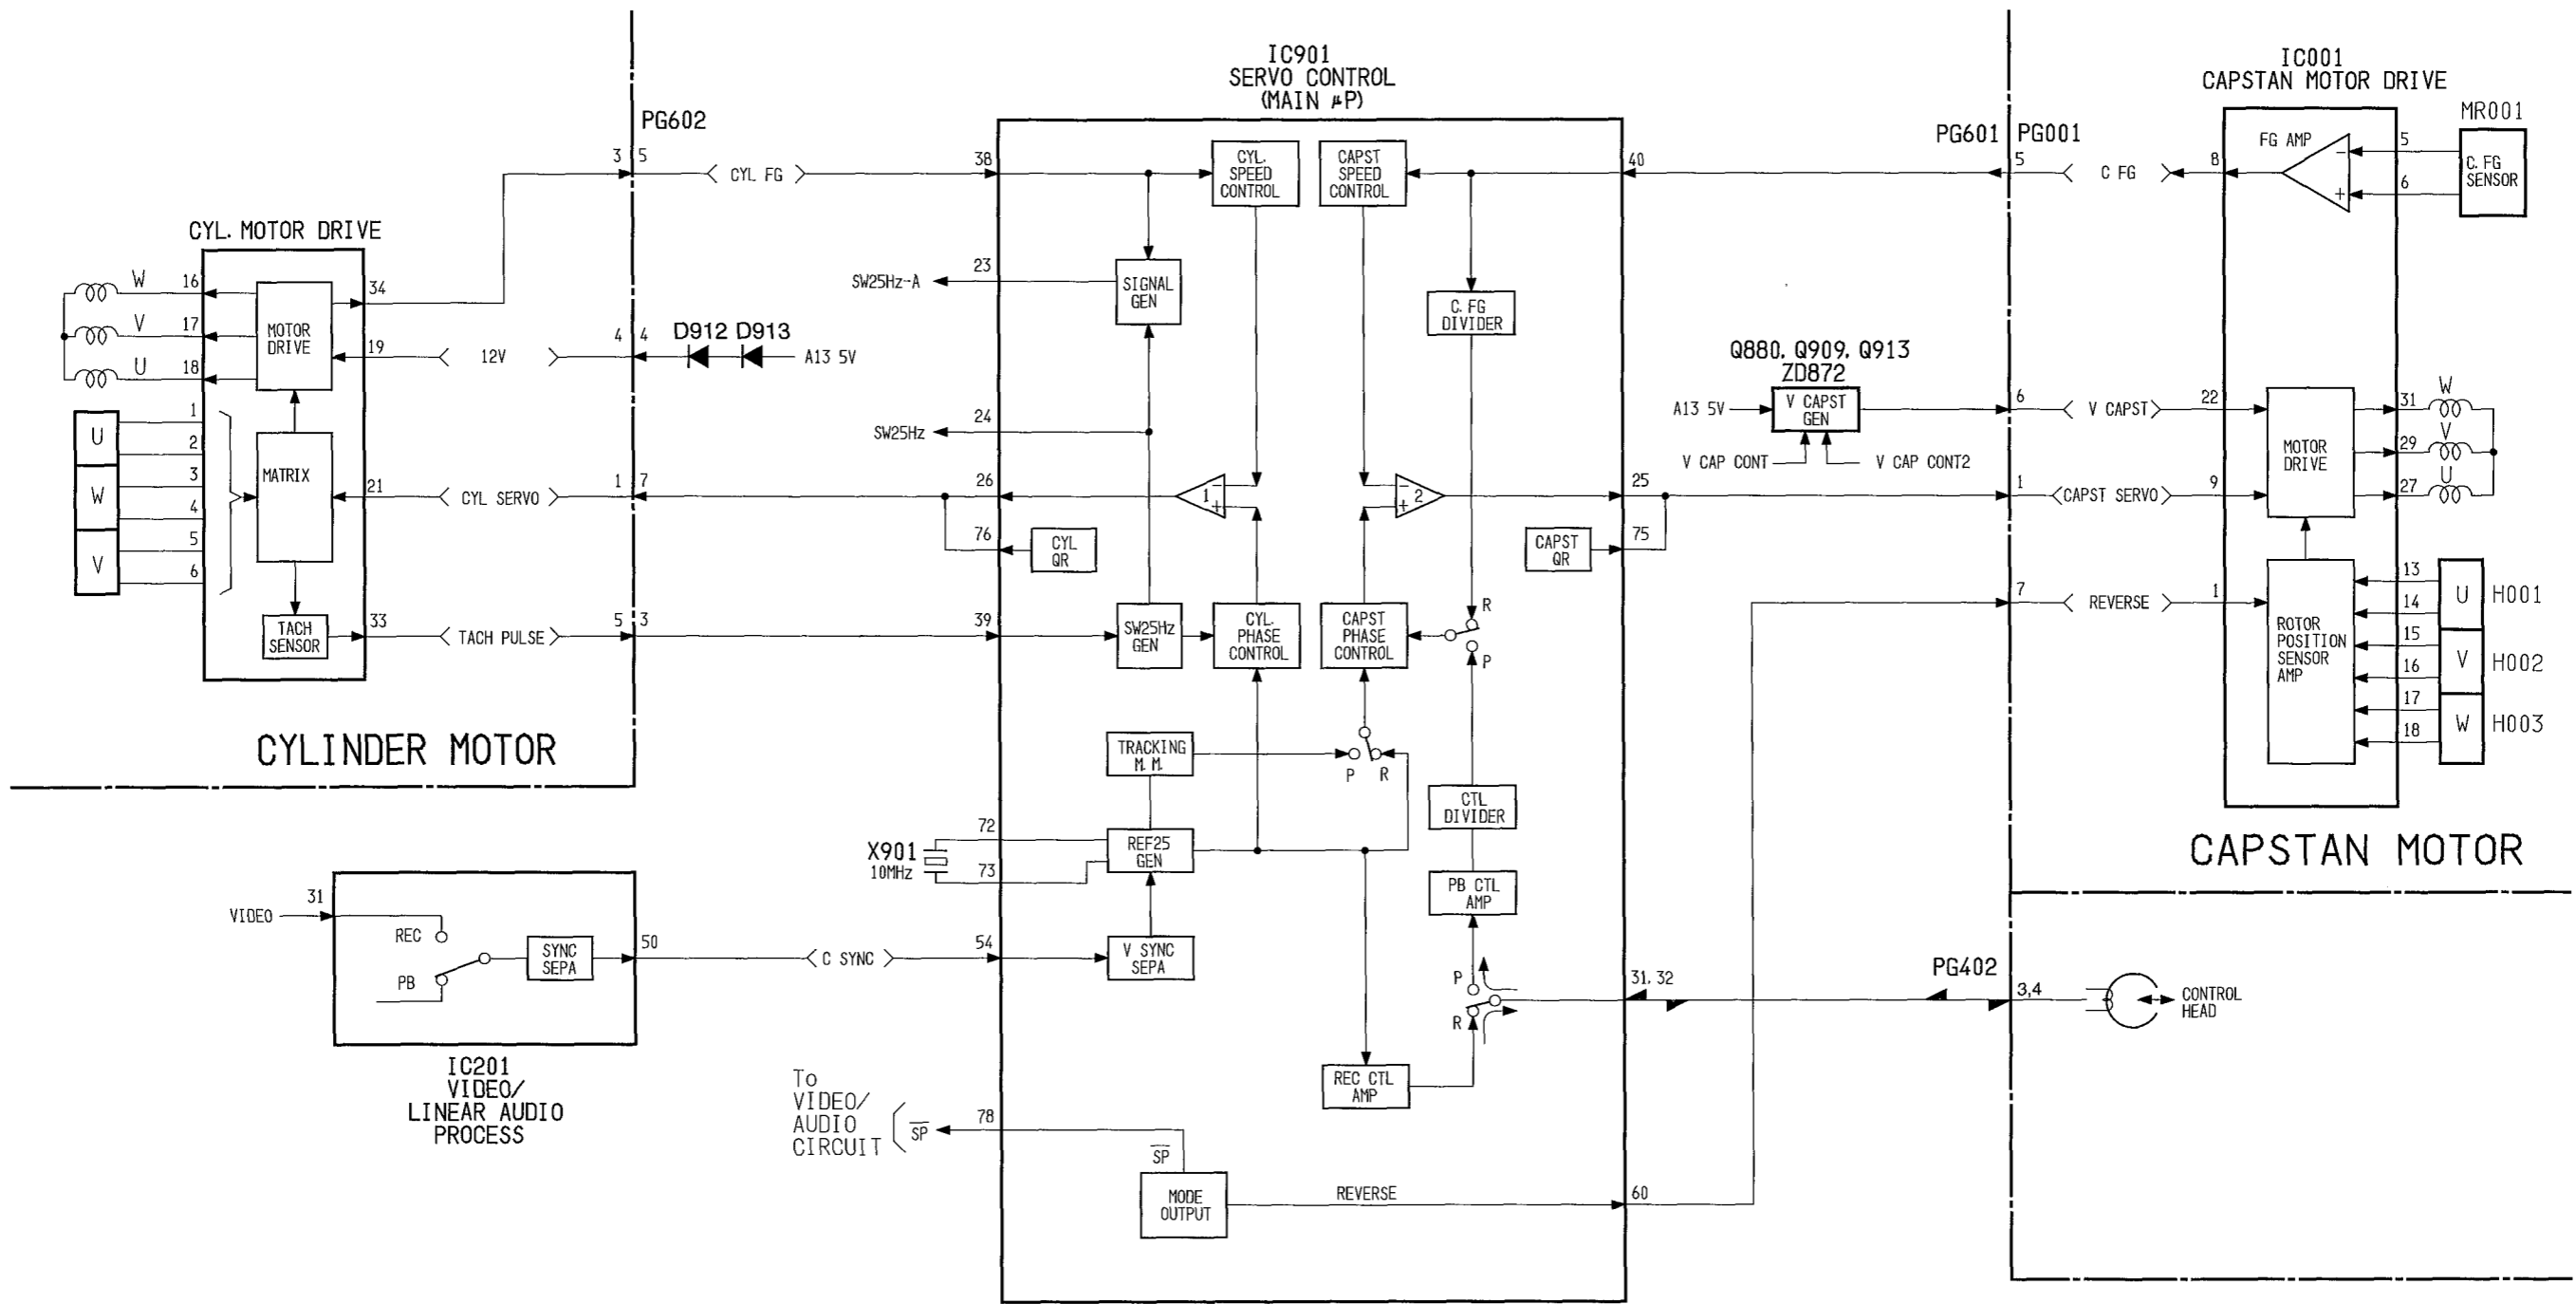 IC901
SERVO CONTROL
(MAIN µP)
IC001
CAPSTAN MOTOR DRIVE
MR001
PG602
PG601
PG001
FG AMP
C. FG
SENSOR
5
6
-
+
3
5
CYL FG
38
CYL.
SPEED
CONTROL
CAPST
SPEED
CONTROL
40
5
C FG
8
CYL. MOTOR DRIVE
W
16
V
17
U
18
MOTOR
DRIVE
34
19
12V
4
4
D912 D913
A13 5V
SW25Hz-A
23
SIGNAL
GEN
C. FG
DIVIDER
Q880, Q909, Q913
ZD872
A13 5V
V CAPST
GEN
V CAP CONT
V CAP CONT2
6
V CAPST
22
MOTOR
DRIVE
31
W
29
V
27
U
U
W
V
1
2
3
4
5
6
MATRIX
21
CYL SERVO
1
7
SW25Hz
24
26
1
-
+
-
+
2
25
1
CAPST SERVO
9
76
CYL
QR
CAPST
QR
75
TACH
SENSOR
33
TACH PULSE
5
3
39
SW25Hz
GEN
CYL.
PHASE
CONTROL
CAPST
PHASE
CONTROL
R
P
7
REVERSE
1
ROTOR
POSITION
SENSOR
AMP
13
14
15
16
17
18
U
V
W
H001
H002
H003
CYLINDER MOTOR
TRACKING
M. M.
P
R
CTL
DIVIDER
CAPSTAN MOTOR
X901
10MHz
72
73
REF25
GEN
PB CTL
AMP
31
VIDEO
REC
PB
SYNC
SEPA
50
C SYNC
54
V SYNC
SEPA
P
R
31, 32
PG402
3,4
CONTROL
HEAD
IC201
VIDEO/
LINEAR AUDIO
PROCESS
REC CTL
AMP
To
VIDEO/
AUDIO
CIRCUIT
SP
78
SP
MODE
OUTPUT
REVERSE
60